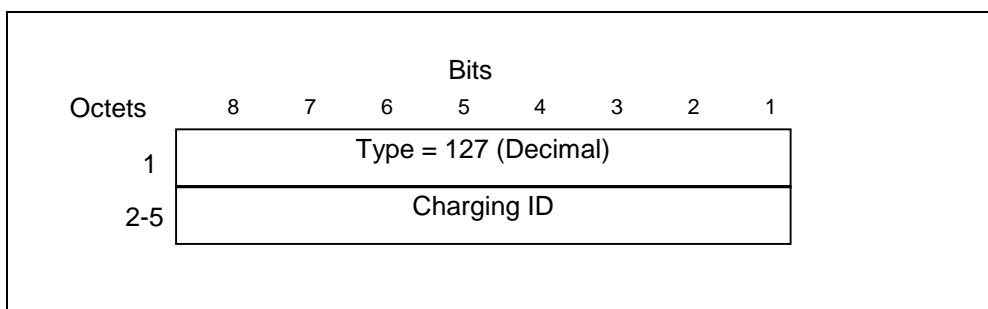 Bits
Octets 8 7 6 5 4 3 2 1
1 Type = 127 (Decimal)
2-5 Charging ID